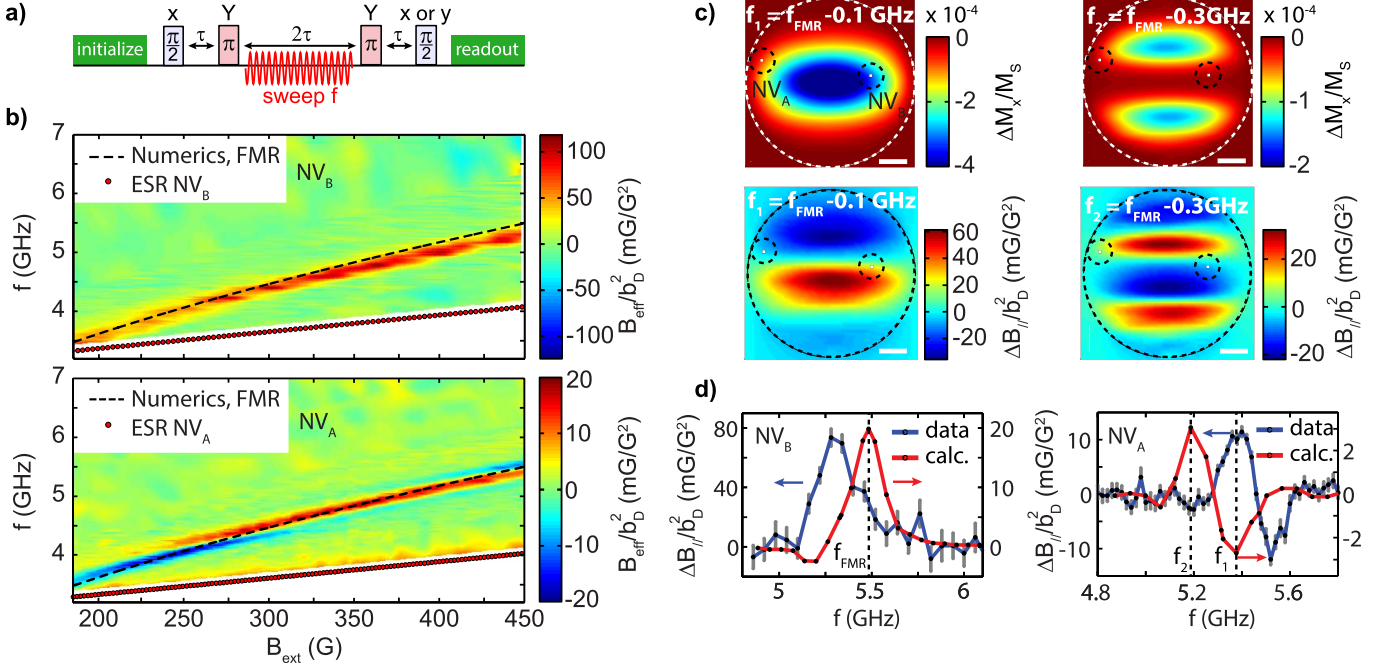 a)
x
Y
Y
x or y
initialize
π/2
τ
π
2τ
π
τ
π/2
readout
sweep f
b)
7
6
5
4
f (GHz)
Numerics, FMR
ESR NV_B
NV_B
100
50
0
-50
-100
B_eff/b_D^2 (mG/G^2)
7
6
5
4
f (GHz)
Numerics, FMR
ESR NV_A
NV_A
20
10
0
-10
-20
B_eff/b_D^2 (mG/G^2)
200
250
300
350
400
450
B_ext (G)
c)
f_1 = f_FMR -0.1 GHz
NV_A
NV_B
x 10^-4
0
-2
-4
ΔM_x/M_S
f_2 = f_FMR -0.3GHz
x 10^-4
0
-1
-2
ΔM_x/M_S
f_1 = f_FMR -0.1 GHz
60
40
20
0
20
ΔB_///b_D^2 (mG/G^2)
f_2 = f_FMR -0.3GHz
20
0
-20
ΔB_///b_D^2 (mG/G^2)
d)
80
40
0
ΔB_///b_D^2 (mG/G^2)
NV_B
data
calc.
f_FMR
20
10
0
5
5.5
6
f (GHz)
10
0
-10
ΔB_///b_D^2 (mG/G^2)
NV_A
data
calc.
f_2
f_1
2
0
-2
4.8
5.2
5.6
f (GHz)